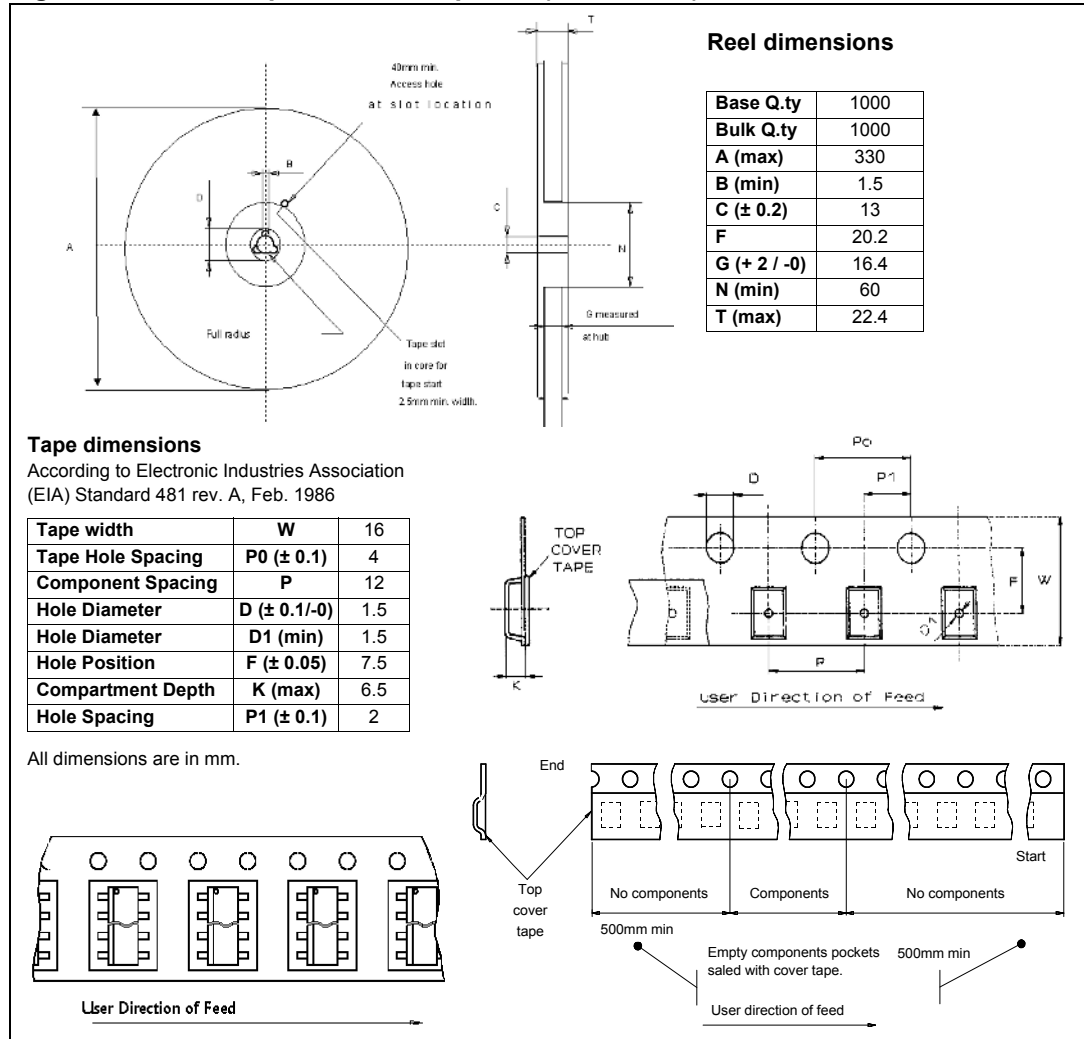 T
Reel dimensions
40mm min.
Access hole
at slot location
Base Q.ty 1000
Bulk Q.ty 1000
A (max) 330
B (min) 1.5
C (± 0.2) 13
F 20.2
G (+ 2 / -0) 16.4
N (min) 60
T (max) 22.4
B
D
C
A
N
G measured
at hub
Full radius
Tape slot
in core for
tape start
2.5mm min. width.
Tape dimensions
According to Electronic Industries Association
(EIA) Standard 481 rev. A, Feb. 1986
Tape width W 16
Tape Hole Spacing P0 (± 0.1) 4
Component Spacing P 12
Hole Diameter D (± 0.1/-0) 1.5
Hole Diameter D1 (min) 1.5
Hole Position F (± 0.05) 7.5
Compartment Depth K (max) 6.5
Hole Spacing P1 (± 0.1) 2
All dimensions are in mm.
Po
D
P1
TOP
COVER
TAPE
F
W
D1
K
P
User Direction of Feed
End
Start
Top
cover
tape
No components
Components
No components
500mm min
Empty components pockets
saled with cover tape.
500mm min
User direction of feed
User Direction of Feed